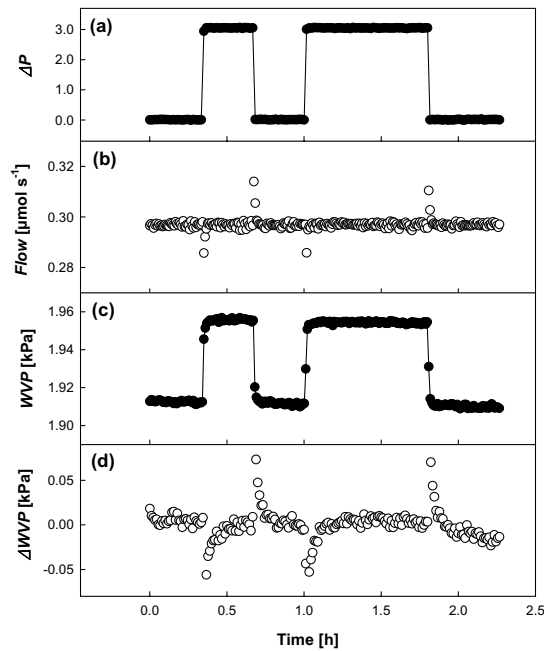 (a)
ΔP
3.0
2.0
1.0
0.0
(b)
Flow [μmol s⁻¹]
0.32
0.30
0.28
(c)
WVP [kPa]
1.96
1.94
1.92
1.90
(d)
ΔWVP [kPa]
0.05
0.00
-0.05
0.0 0.5 1.0 1.5 2.0 2.5
Time [h]